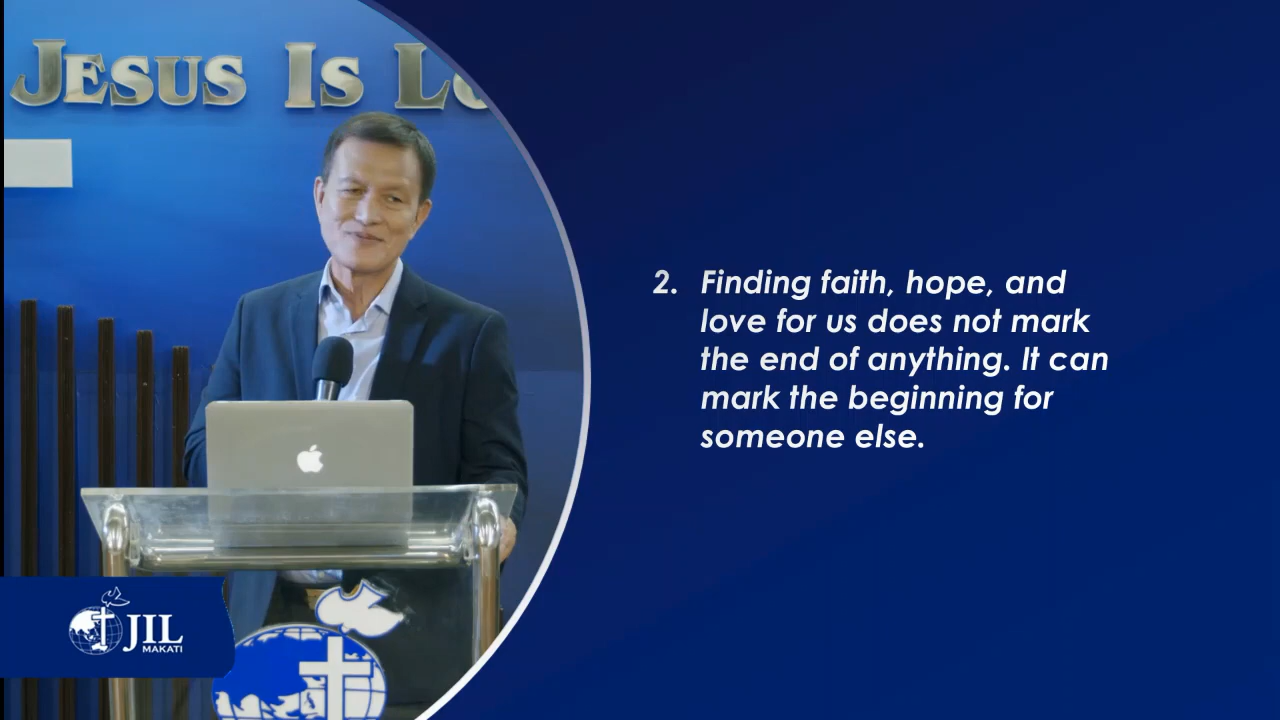 JESUS IS LO
2. Finding faith, hope, and
love for us does not mark
the end of anything. It can
mark the beginning for
someone else.
JIL
MAKATI